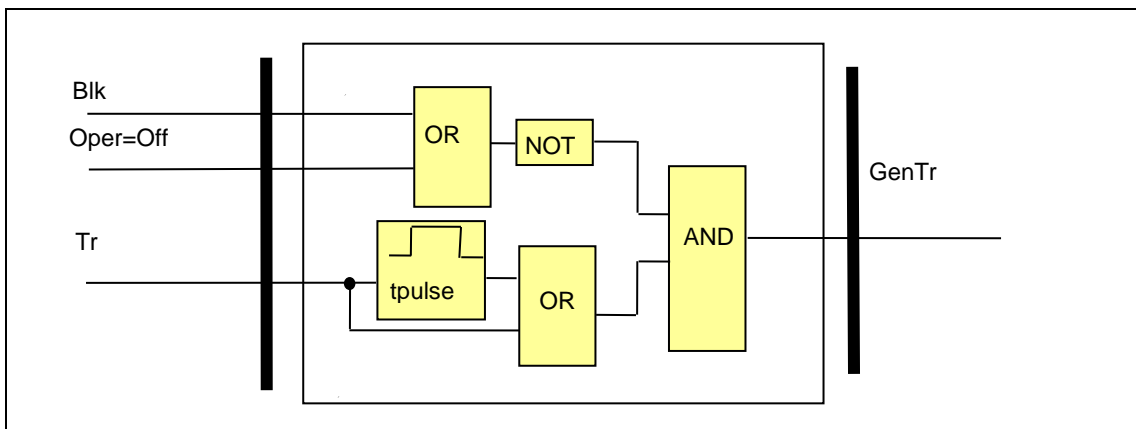 Blk
Oper=Off
OR
NOT
GenTr
Tr
AND
tpulse
OR